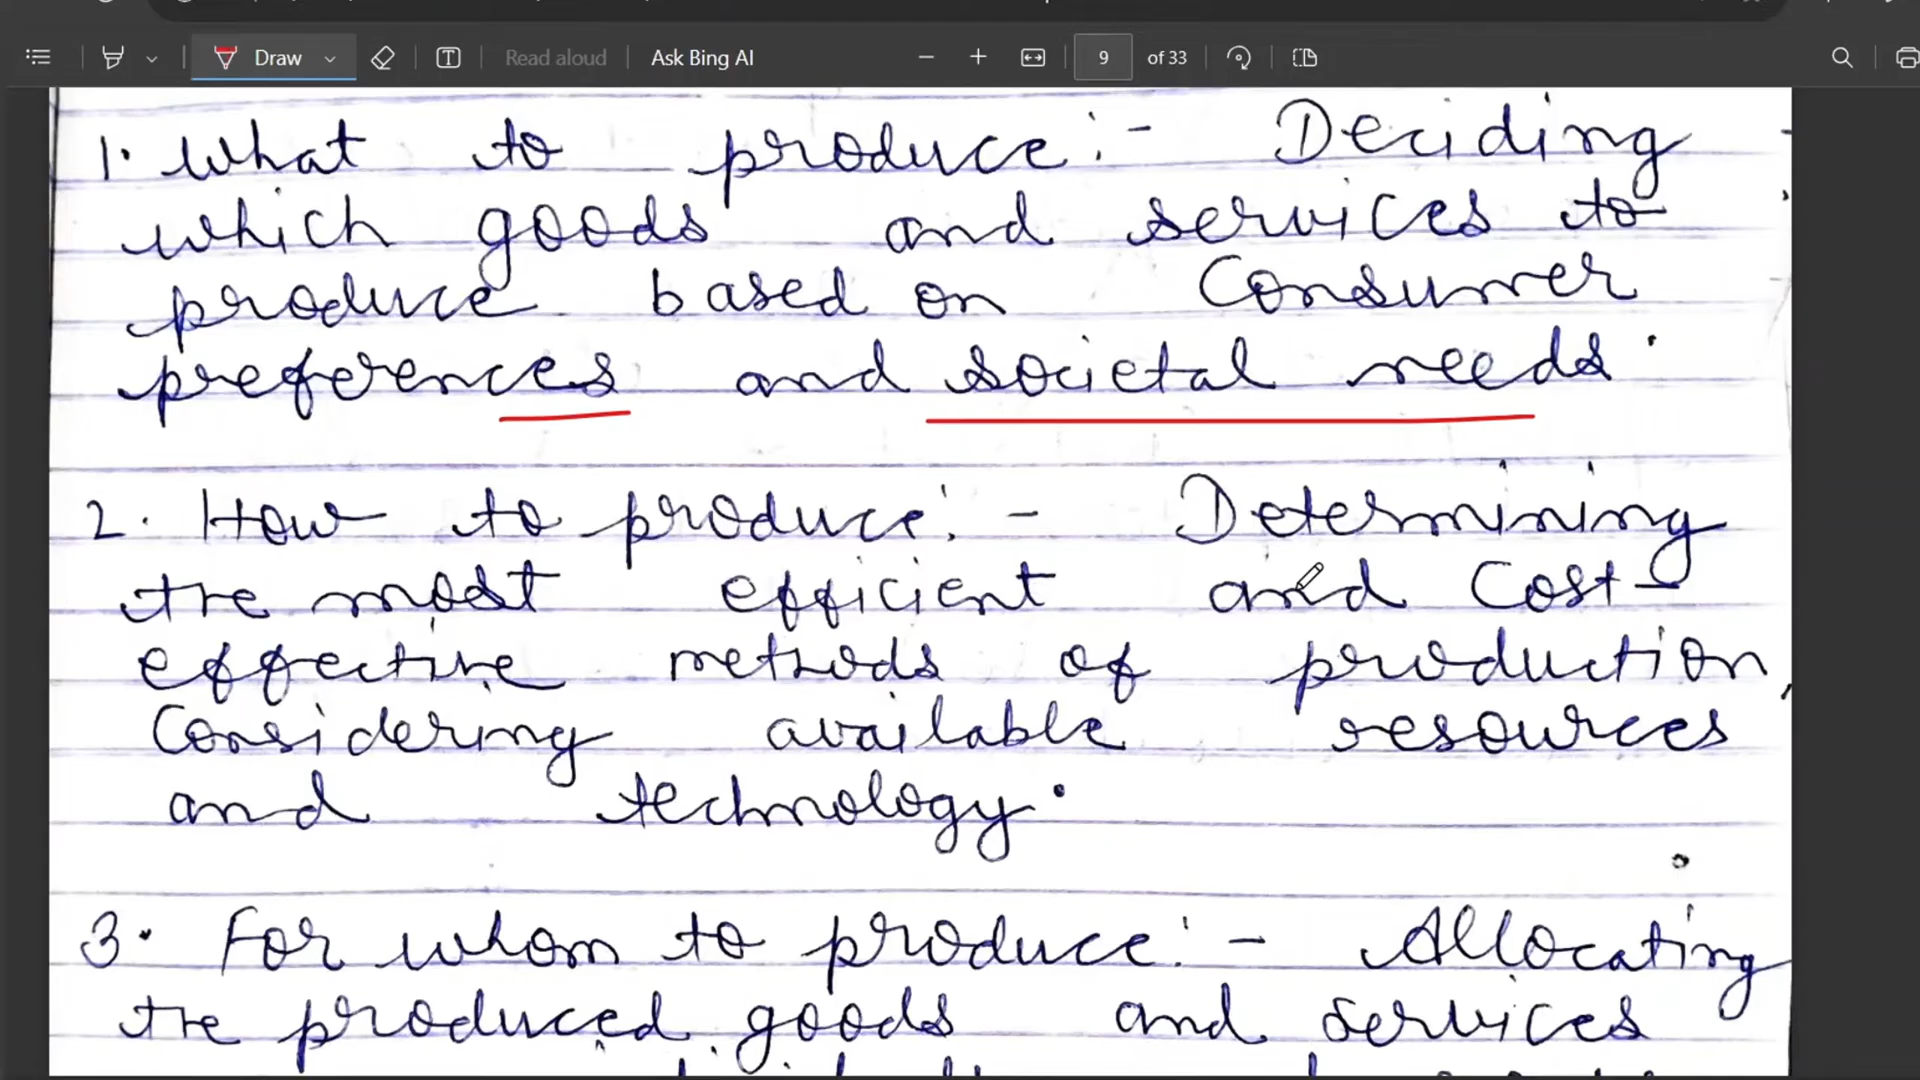 Draw
Read aloud
Ask Bing AI
9 of 33
1. What to produce :- Deciding
which goods and services to
produce based on Consumer
preferences and societal needs.
2. How to produce :- Determining
the most efficient and Cost-
effective methods of production,
Considering available resources
and technology.
3. For whom to produce :- Allocating
the produced goods and services